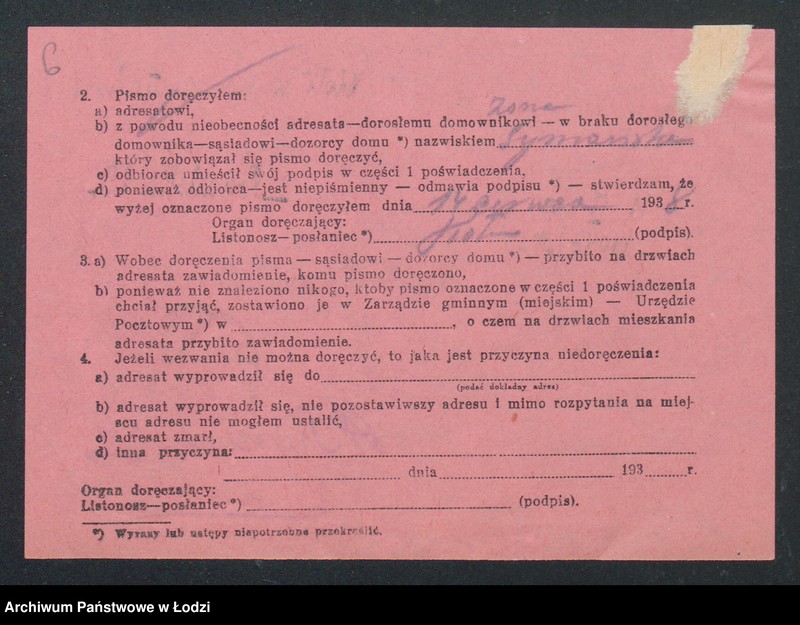 6
2. Pismo doręczyłem:
a) adresatowi,
żona
b) z powodu nieobecności adresata—dorosłemu domownikowi — w braku dorosłego
domownika—sąsiadowi—dozorcy domu *) nazwiskiem Szymańska
który zobowiązał się pismo doręczyć,
c) odbiorca umieścił swój podpis w części 1 poświadczenia,
d) ponieważ odbiorca—jest niepiśmienny — odmawia podpisu *) — stwierdzam, że
wyżej oznaczone pismo doręczyłem dnia 17 czerwca 1938 r.
Organ doręczający:
Listonosz—posłaniec *) (podpis).
3. a) Wobec doręczenia pisma — sąsiadowi — dozorcy domu *) — przybito na drzwiach
adresata zawiadomienie, komu pismo doręczono,
b) ponieważ nie znaleziono nikogo, ktoby pismo oznaczone w części 1 poświadczenia
chciał przyjąć, zostawiono je w Zarządzie gminnym (miejskim) — Urzędzie
Pocztowym *) w , o czem na drzwiach mieszkania
adresata przybito zawiadomienie.
4. Jeżeli wezwania nie można doręczyć, to jaka jest przyczyna niedoręczenia:
a) adresat wyprowadził się do
(podać dokładny adres)
b) adresat wyprowadził się, nie pozostawiwszy adresu i mimo rozpytania na miej-
scu adresu nie mogłem ustalić,
c) adresat zmarł,
d) inna przyczyna:
dnia 193 r.
Organ doręczający:
Listonosz—posłaniec *) (podpis).
*) Wyrazy lub ustępy niepotrzebne przekreślić.
Archiwum Państwowe w Łodzi